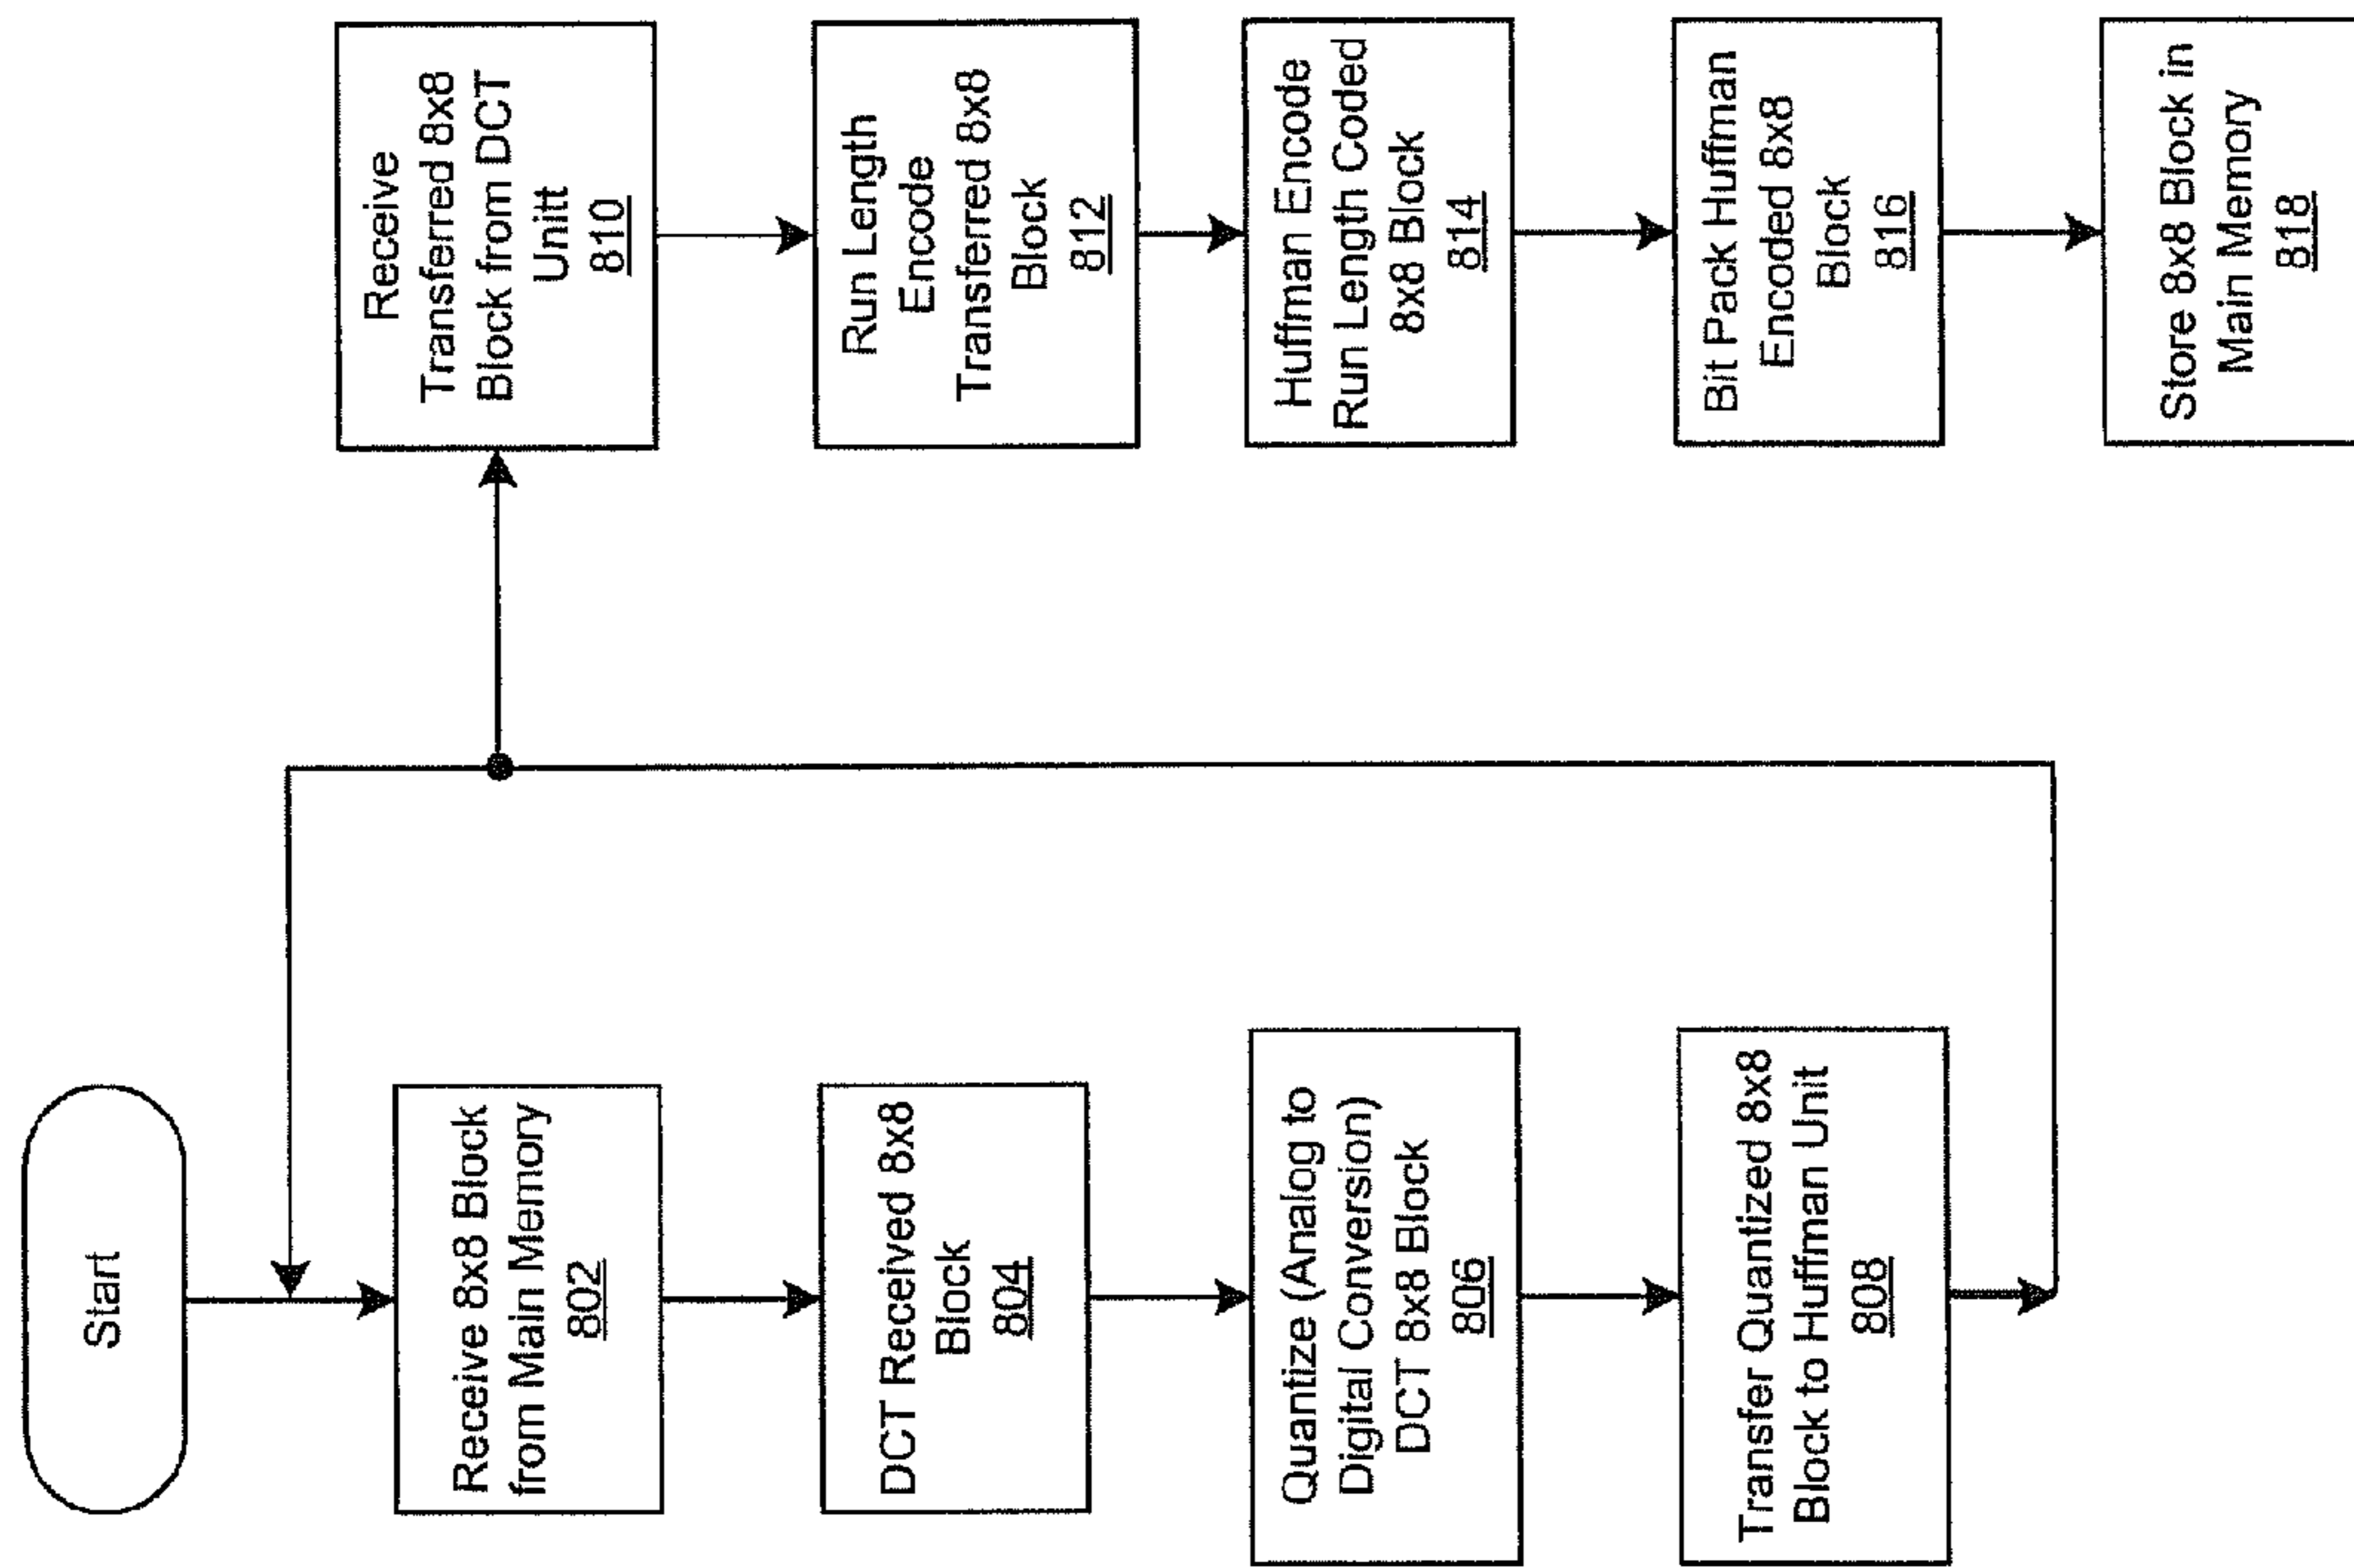 Start
Receive 8x8 Block
from Main Memory
802
DCT Received 8x8
Block
804
Quantize (Analog to
Digital Conversion)
DCT 8x8 Block
806
Transfer Quantized 8x8
Block to Huffman Unit
808
Receive
Transferred 8x8
Block from DCT
Unitt
810
Run Length
Encode
Transferred 8x8
Block
812
Huffman Encode
Run Length Coded
8x8 Block
814
Bit Pack Huffman
Encoded 8x8
Block
816
Store 8x8 Block in
Main Memory
818